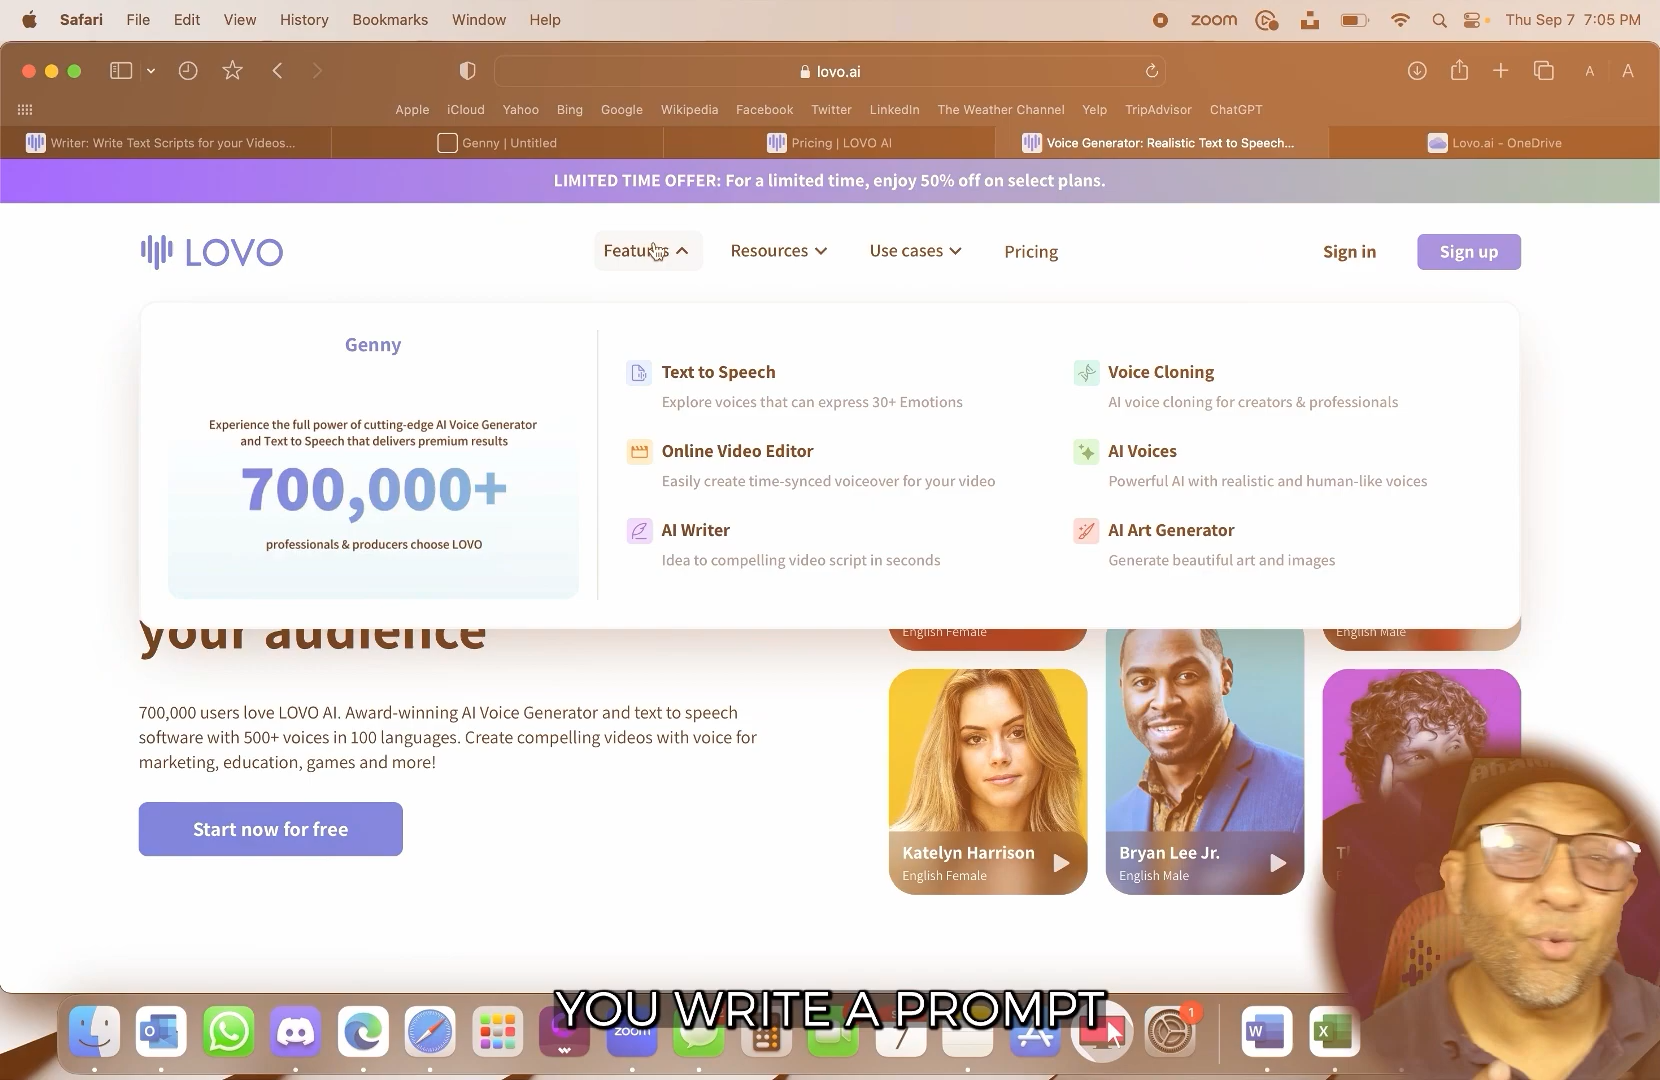 Safari File Edit View History Bookmarks Window Help
zoom
Thu Sep 7 7:05 PM
lovo.ai
A A
Apple iCloud Yahoo Bing Google Wikipedia Facebook Twitter LinkedIn The Weather Channel Yelp TripAdvisor ChatGPT
Writer: Write Text Scripts for your Videos...
Genny | Untitled
Pricing | LOVO AI
Voice Generator: Realistic Text to Speech...
Lovo.ai - OneDrive
LIMITED TIME OFFER: For a limited time, enjoy 50% off on select plans.
LOVO
Features
Resources
Use cases
Pricing
Sign in
Sign up
Genny
Experience the full power of cutting-edge AI Voice Generator
and Text to Speech that delivers premium results
700,000+
professionals & producers choose LOVO
Text to Speech
Explore voices that can express 30+ Emotions
Online Video Editor
Easily create time-synced voiceover for your video
AI Writer
Idea to compelling video script in seconds
Voice Cloning
AI voice cloning for creators & professionals
AI Voices
Powerful AI with realistic and human-like voices
AI Art Generator
Generate beautiful art and images
your audience
700,000 users love LOVO AI. Award-winning AI Voice Generator and text to speech
software with 500+ voices in 100 languages. Create compelling videos with voice for
marketing, education, games and more!
Start now for free
English Female
English Male
Katelyn Harrison
English Female
Bryan Lee Jr.
English Male
YOU WRITE A PROMPT
zoom
7
1
W
X